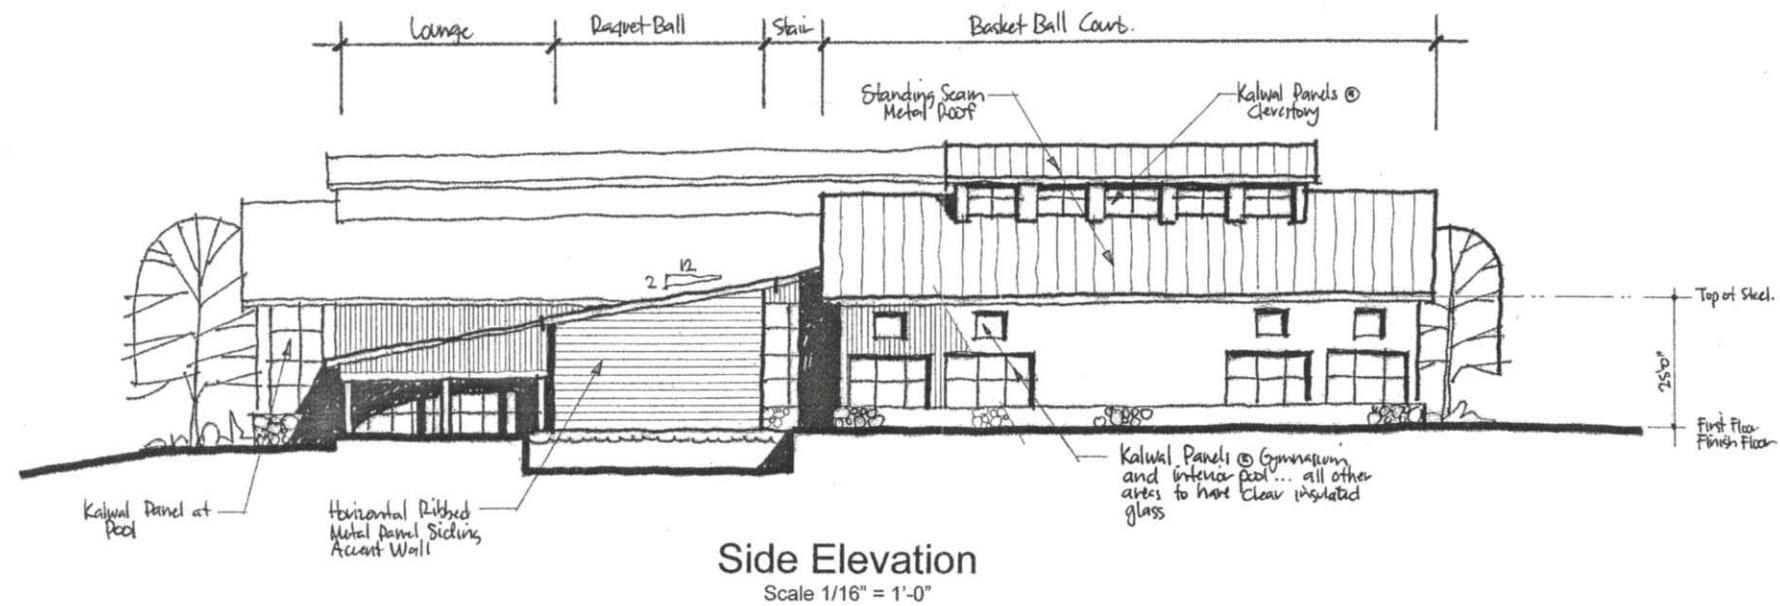 Lounge
Raquet Ball
Stair
Basket Ball Court.
Standing Seam
Metal Roof
Kalwal Panels @
Clerestory
12
2
Top of Steel.
25'0"
First Floor
Finish Floor
Kalwal Panel at
Pool
Horizontal Ribbed
Metal Panel Siding
Accent Wall
Kalwal Panels @ Gymnasium
and interior pool... all other
areas to have clear insulated
glass
Side Elevation
Scale 1/16" = 1'-0"